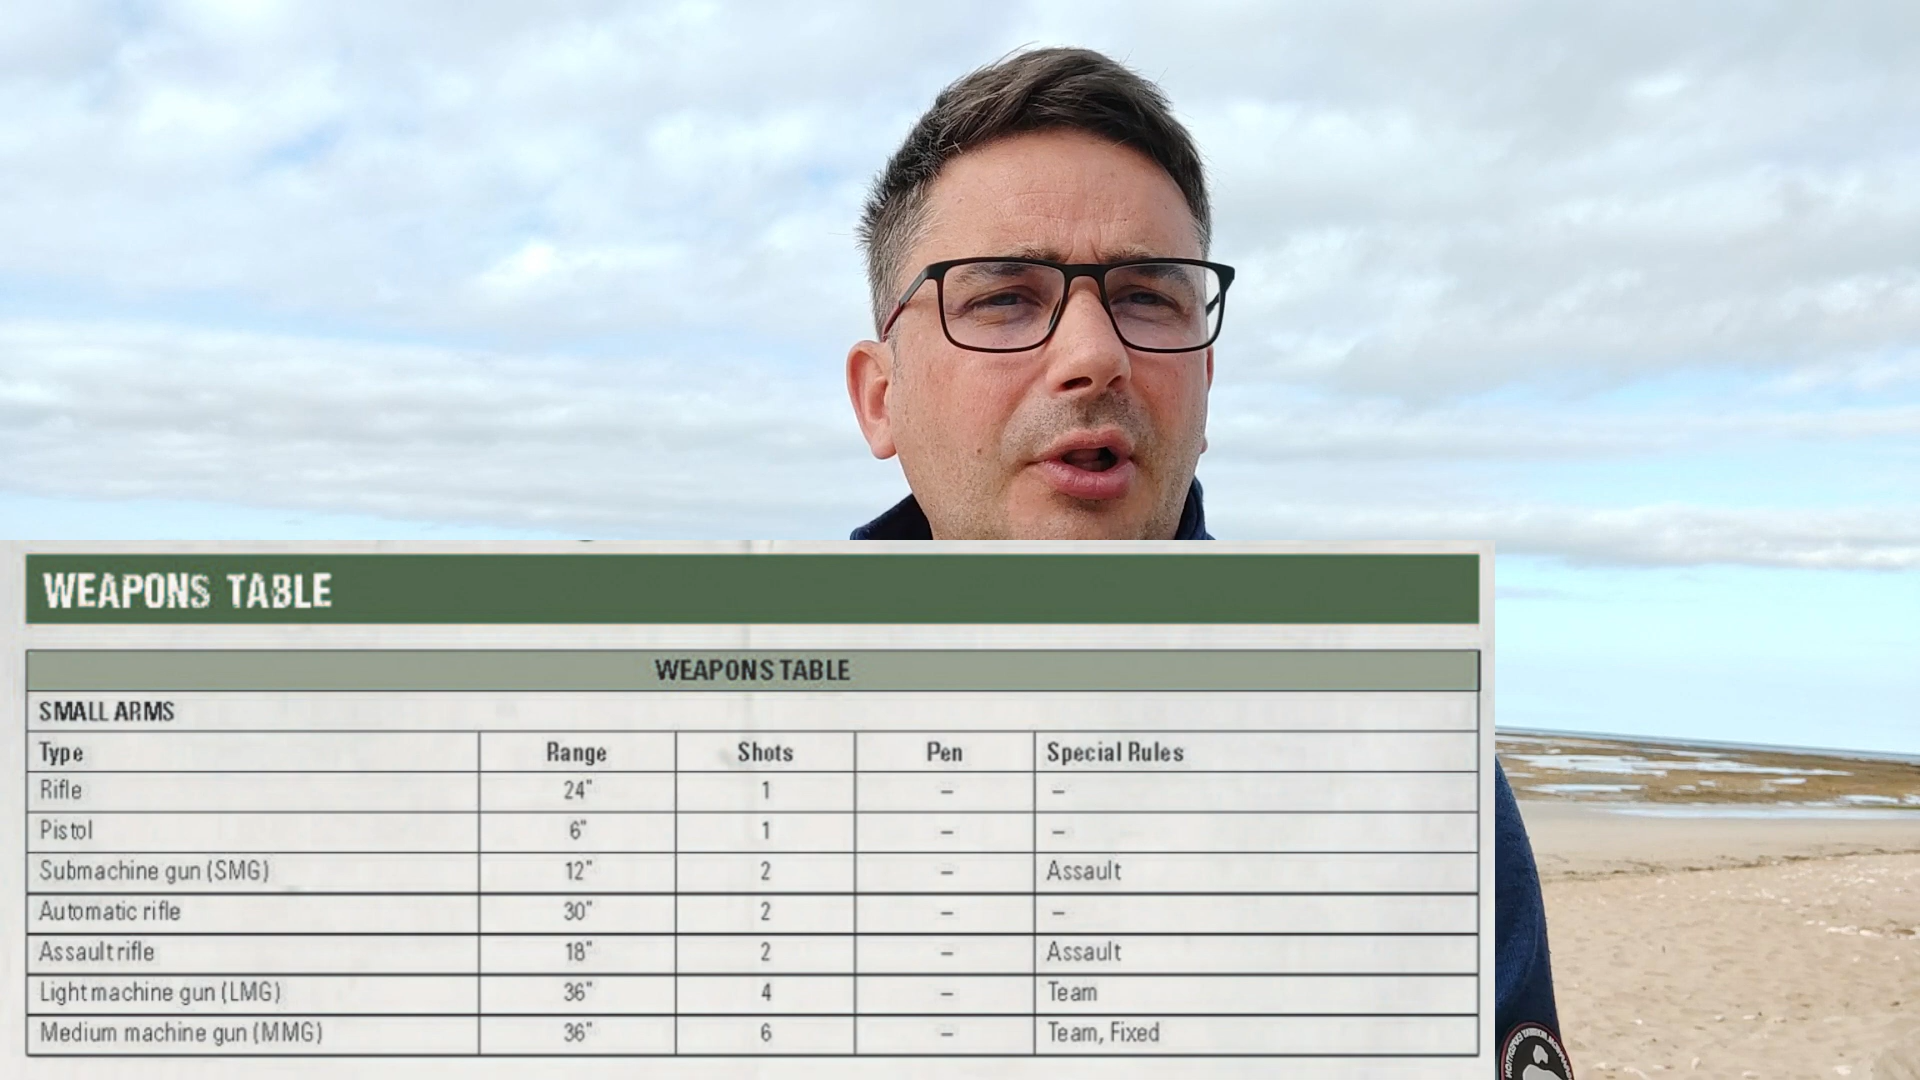 WEAPONS TABLE
WEAPONS TABLE
SMALL ARMS
Type Range Shots Pen Special Rules
Rifle 24" 1 – –
Pistol 6" 1 – –
Submachine gun (SMG) 12" 2 – Assault
Automatic rifle 30" 2 – –
Assault rifle 18" 2 – Assault
Light machine gun (LMG) 36" 4 – Team
Medium machine gun (MMG) 36" 6 – Team, Fixed